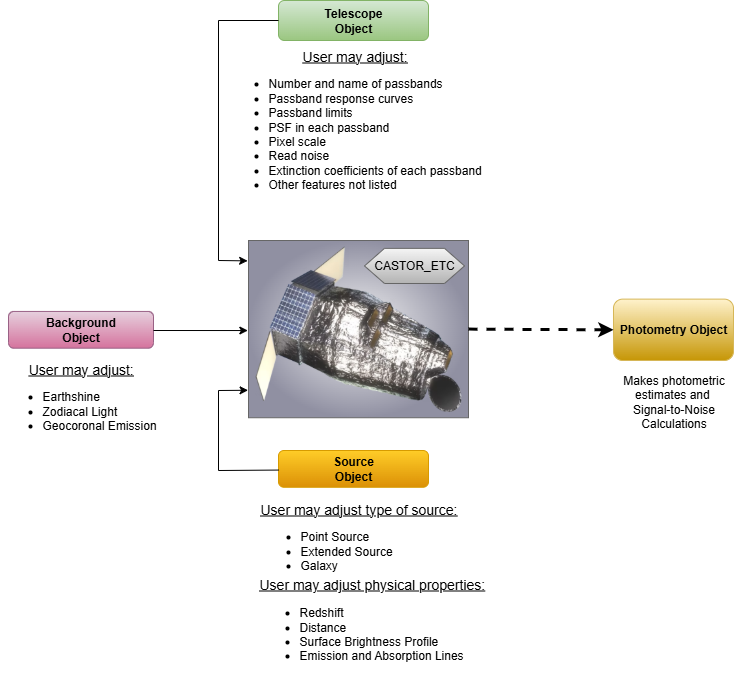 Telescope
Object
User may adjust:
Number and name of passbands
Passband response curves
Passband limits
PSF in each passband
Pixel scale
Read noise
Extinction coefficients of each passband
Other features not listed
CASTOR_ETC
Background
Object
User may adjust:
Earthshine
Zodiacal Light
Geocoronal Emission
Photometry Object
Makes photometric
estimates and
Signal-to-Noise
Calculations
Source
Object
User may adjust type of source:
Point Source
Extended Source
Galaxy
User may adjust physical properties:
Redshift
Distance
Surface Brightness Profile
Emission and Absorption Lines